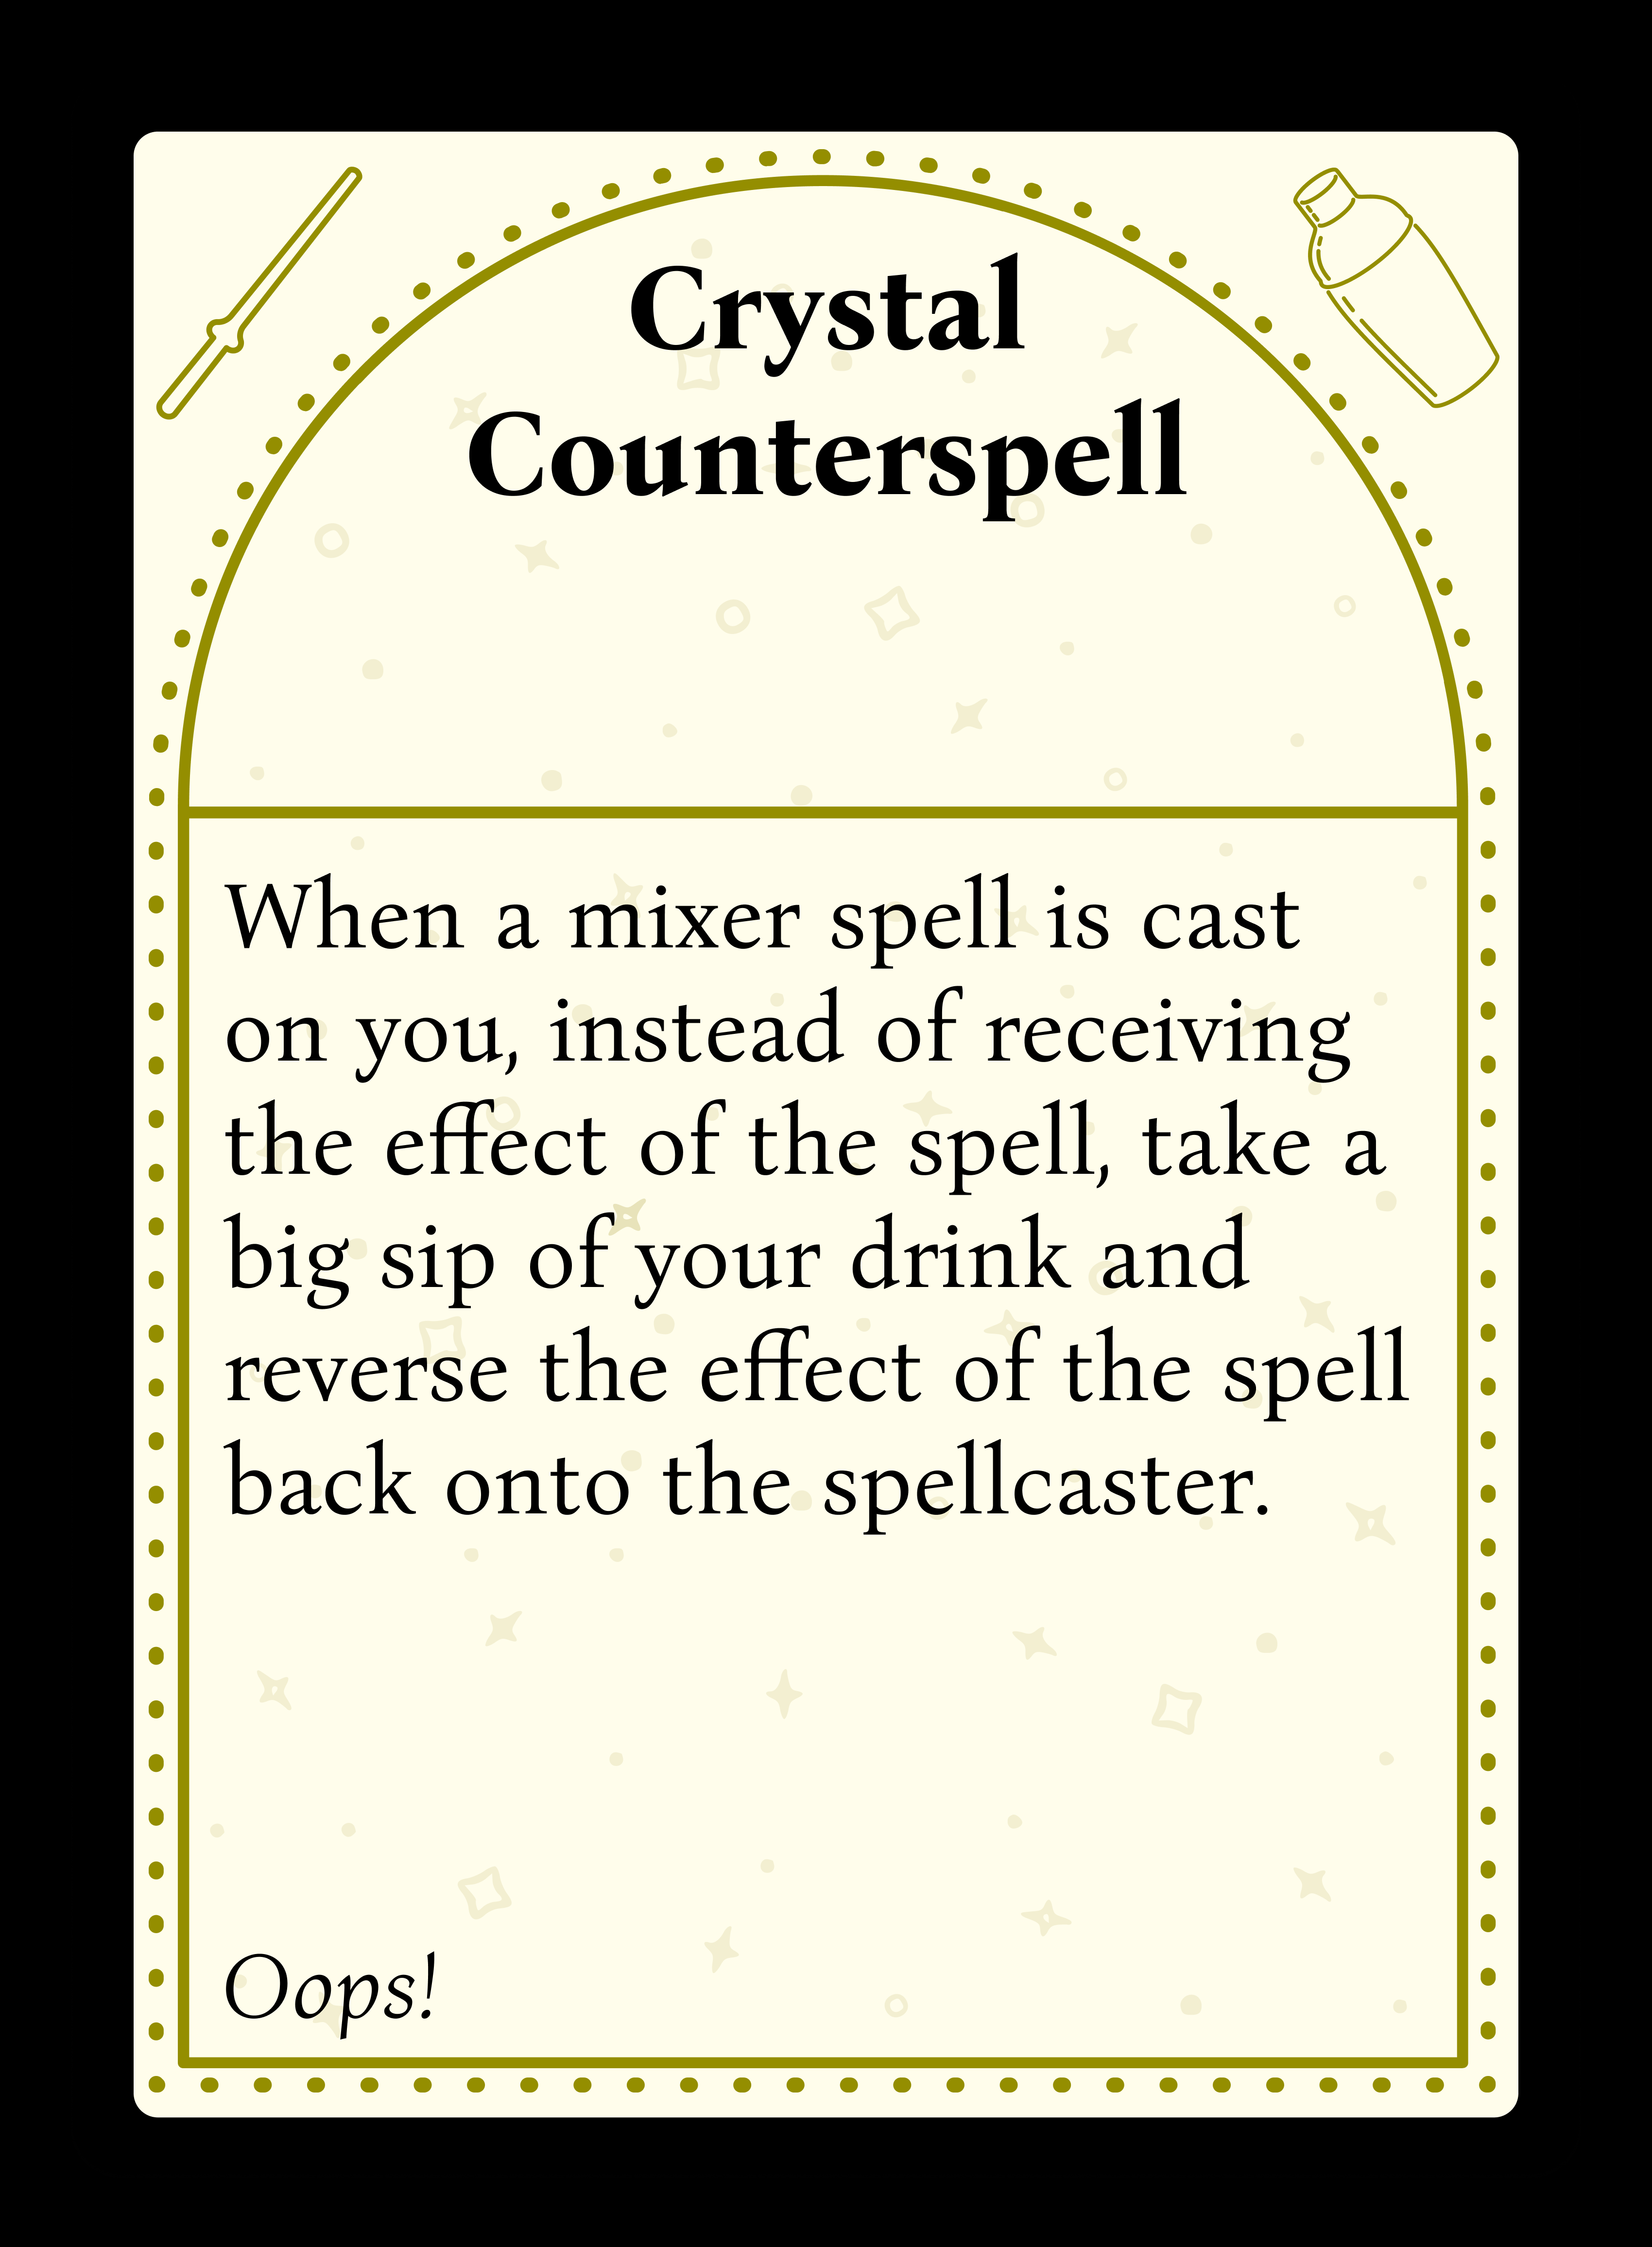 Crystal
Counterspell
When a mixer spell is cast
on you, instead of receiving
the effect of the spell, take a
big sip of your drink and
reverse the effect of the spell
back onto the spellcaster.
Oops!